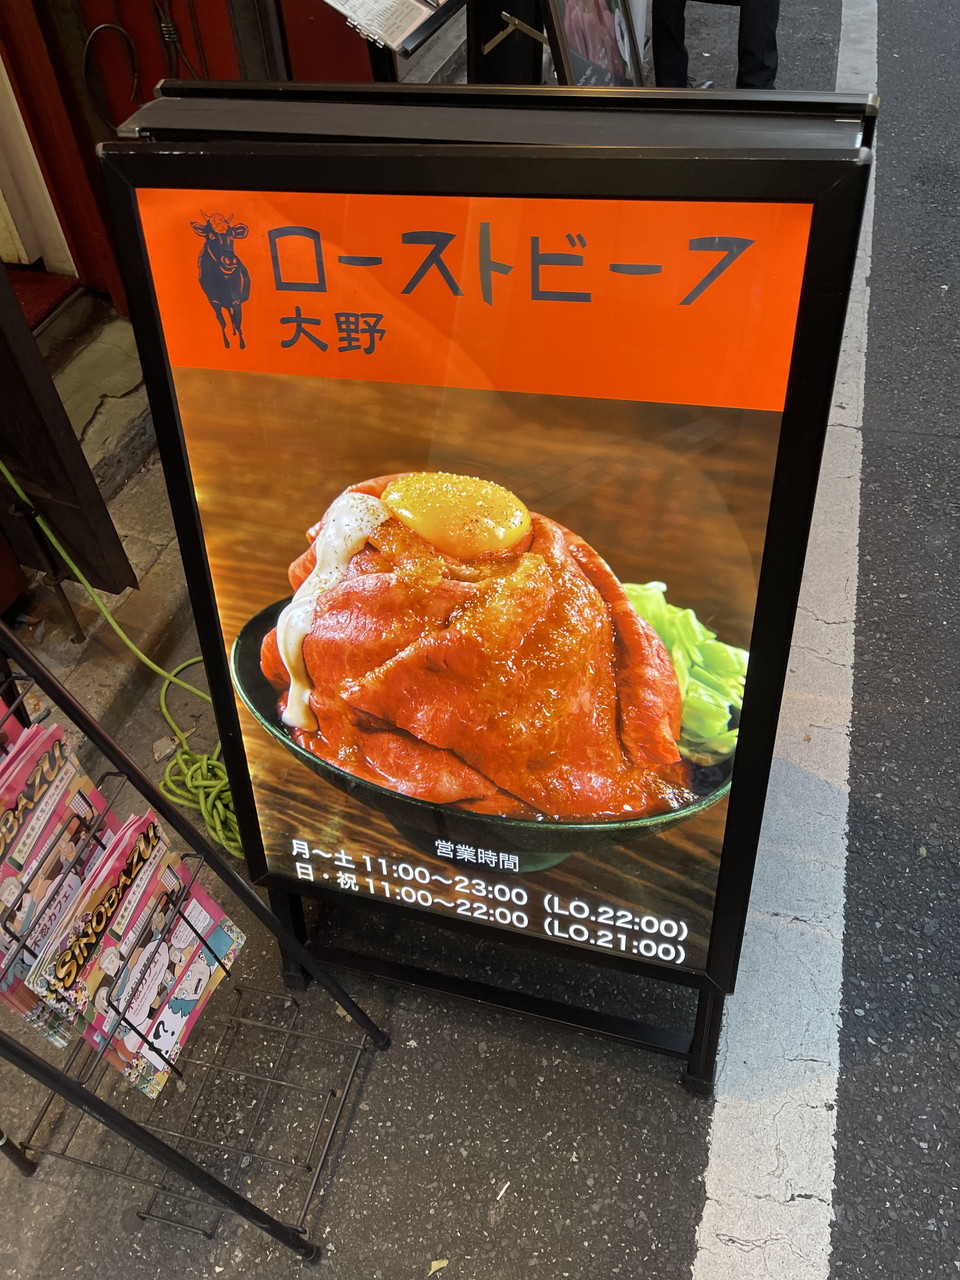 ローストビーフ
大野
営業時間
月～土 11:00～23:00 （LO.22:00）
日・祝 11:00～22:00 （LO.21:00）
SINOBAZU